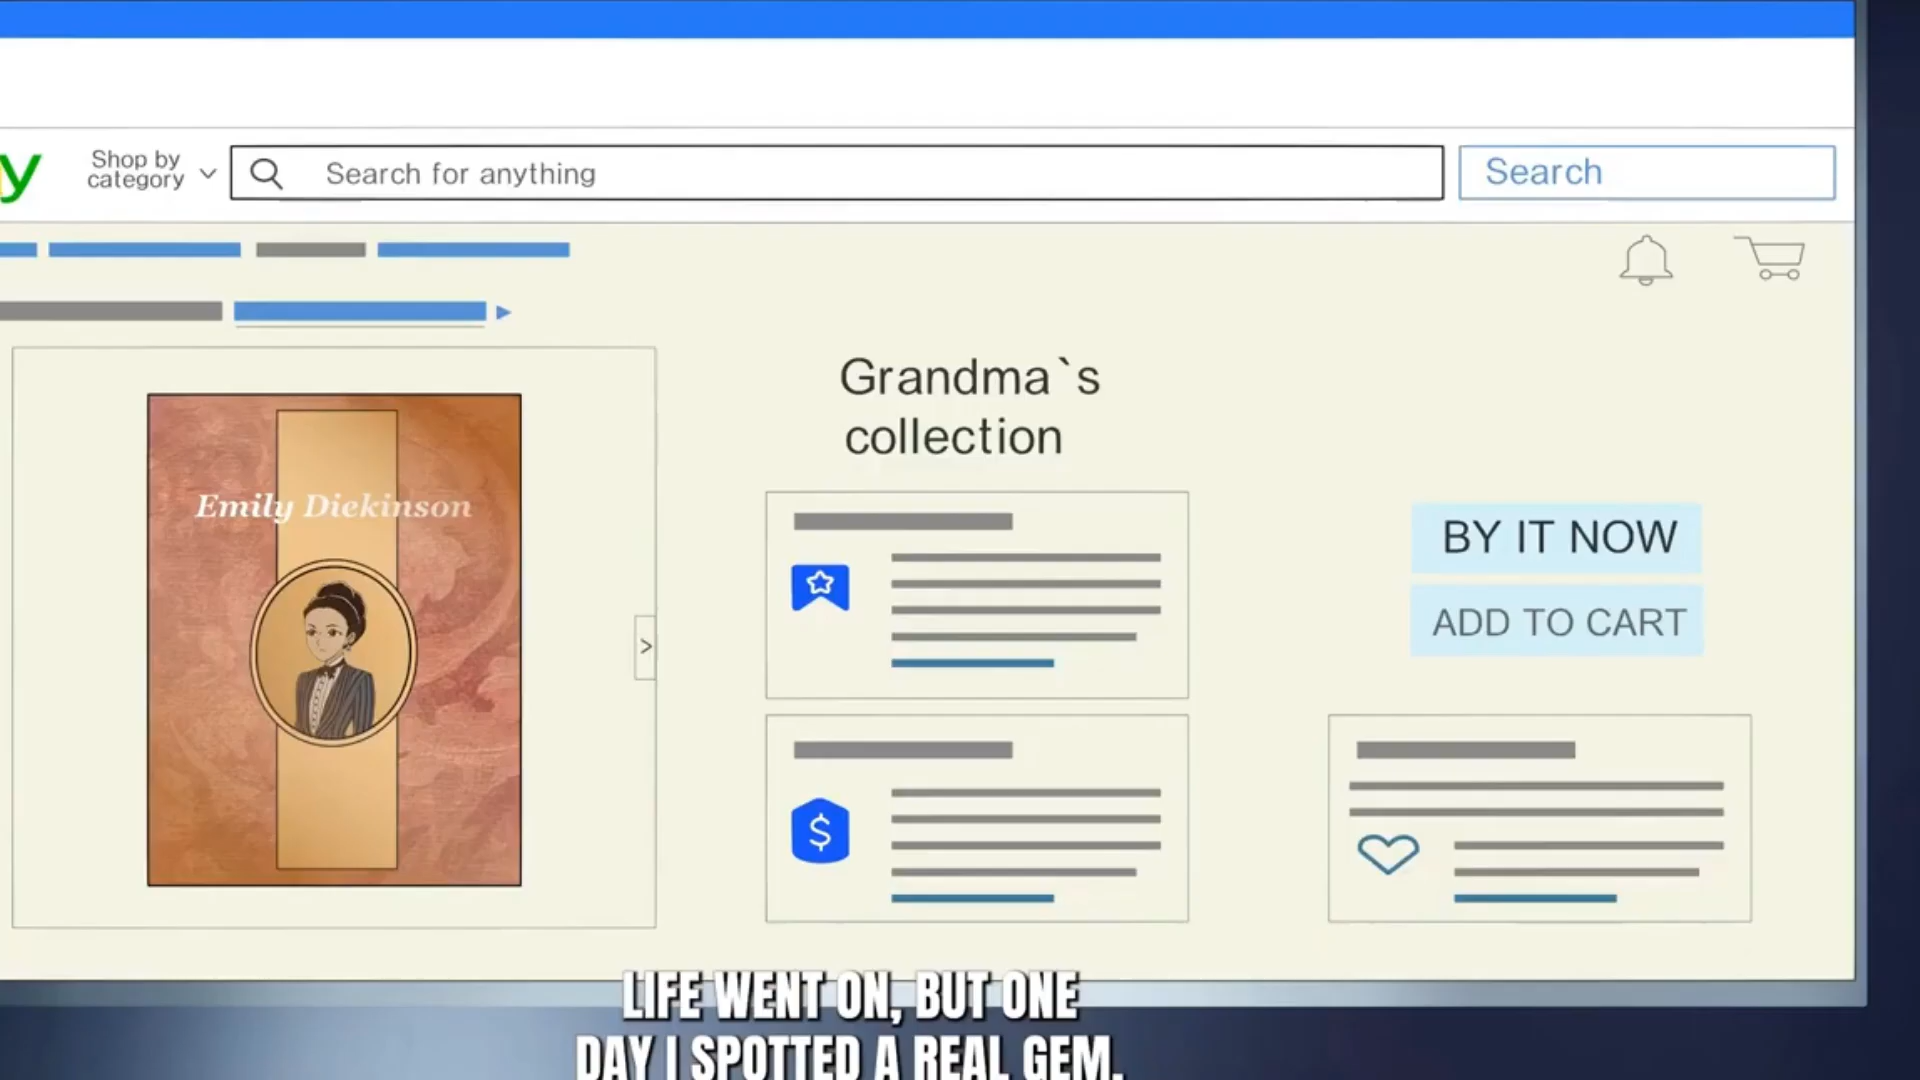 y
Shop by
category
Search for anything
Search
Grandma`s
collection
Emily Diekinson
BY IT NOW
ADD TO CART
>
$
LIFE WENT ON, BUT ONE
DAY I SPOTTED A REAL GEM.